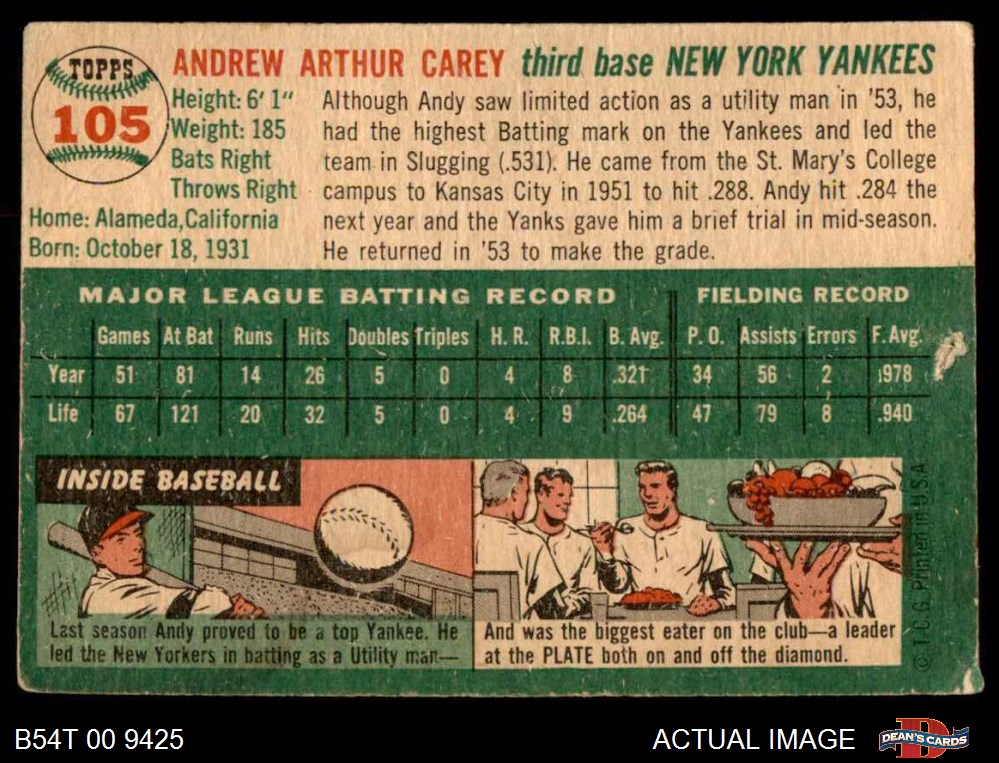 TOPPS
105
ANDREW ARTHUR CAREY third base NEW YORK YANKEES
Height: 6' 1"
Weight: 185
Bats Right
Throws Right
Home: Alameda,California
Born: October 18, 1931
Although Andy saw limited action as a utility man in '53, he
had the highest Batting mark on the Yankees and led the
team in Slugging (.531). He came from the St. Mary's College
campus to Kansas City in 1951 to hit .288. Andy hit .284 the
next year and the Yanks gave him a brief trial in mid-season.
He returned in '53 to make the grade.
MAJOR LEAGUE BATTING RECORD FIELDING RECORD
Games At Bat Runs Hits Doubles Triples H. R. R.B.I. B. Avg. P. O. Assists Errors F. Avg.
Year 51 81 14 26 5 0 4 8 .321 34 56 2 .978
Life 67 121 20 32 5 0 4 9 .264 47 79 8 .940
INSIDE BASEBALL
Last season Andy proved to be a top Yankee. He
led the New Yorkers in batting as a Utility man—
And was the biggest eater on the club—a leader
at the PLATE both on and off the diamond.
© T.C.G. Printed in U.S.A
B54T 00 9425
ACTUAL IMAGE
D
DEAN'S CARDS